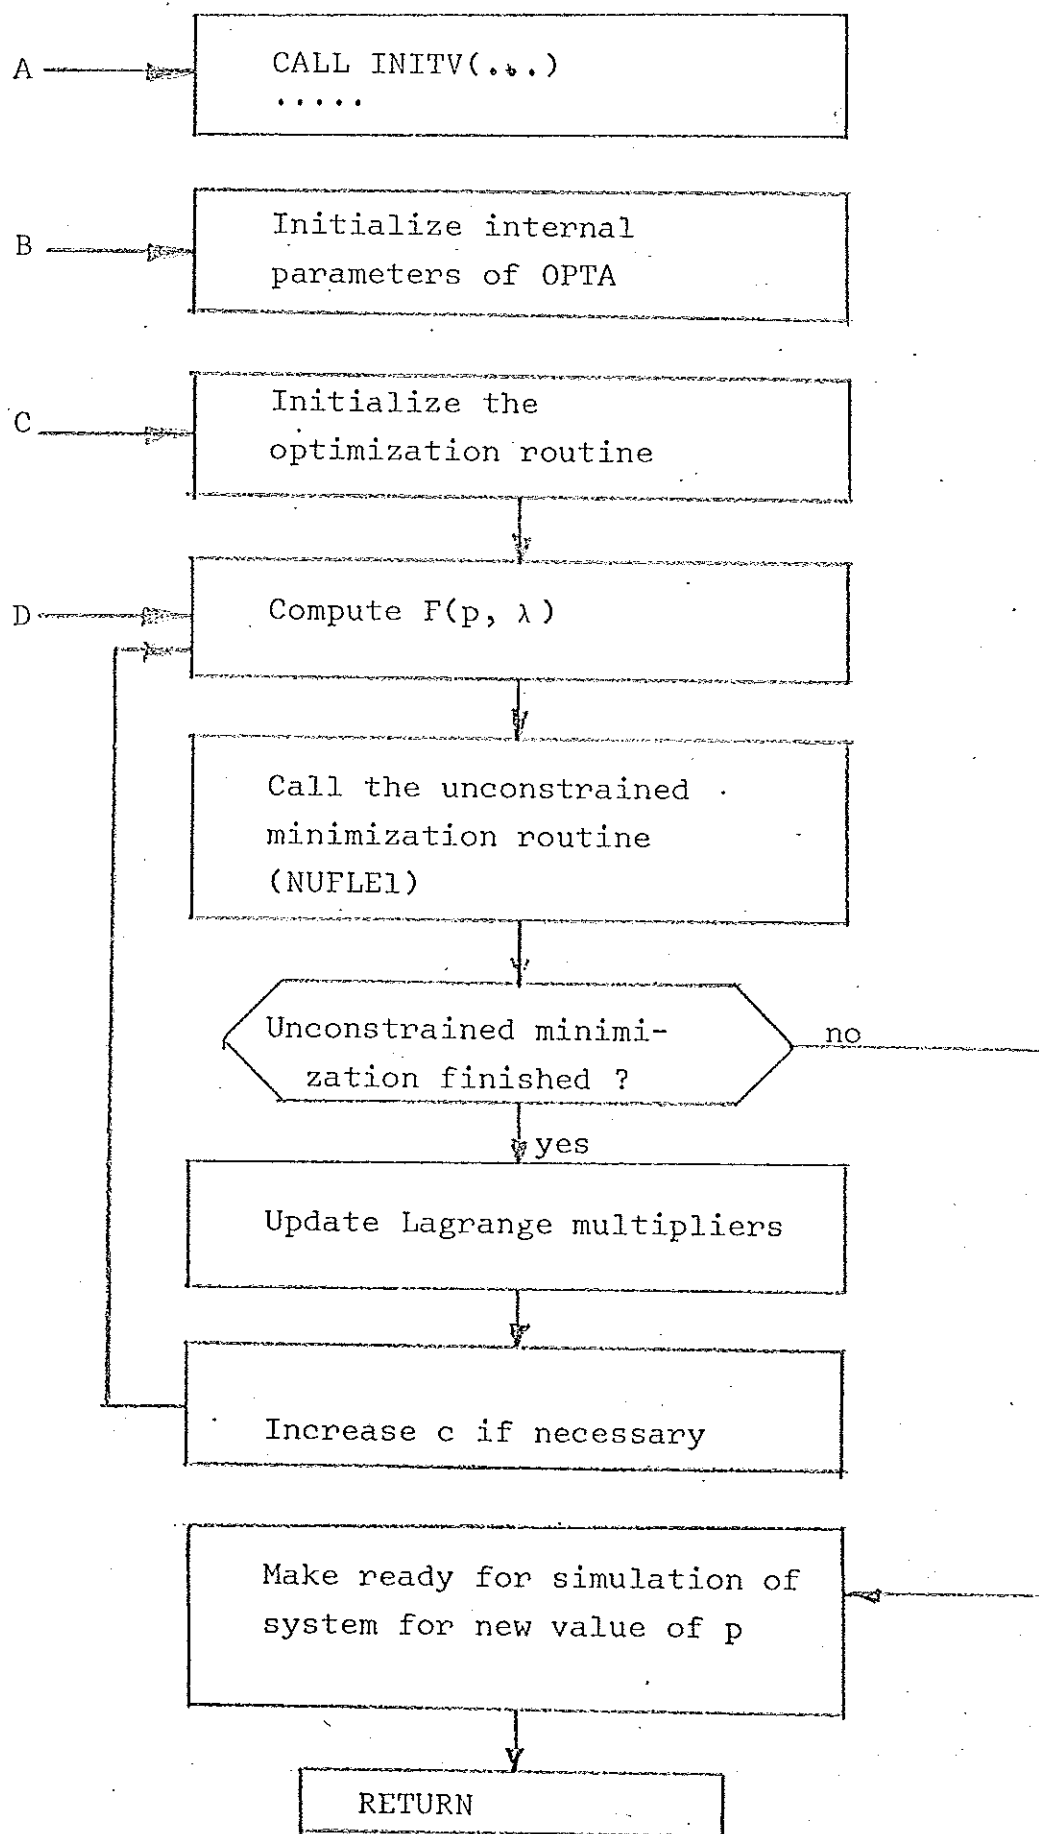 A
CALL INITV(...)
.....
B
Initialize internal
parameters of OPTA
C
Initialize the
optimization routine
D
Compute F(p, λ)
Call the unconstrained
minimization routine
(NUFLE1)
Unconstrained minimi-
zation finished ?
no
yes
Update Lagrange multipliers
Increase c if necessary
Make ready for simulation of
system for new value of p
RETURN